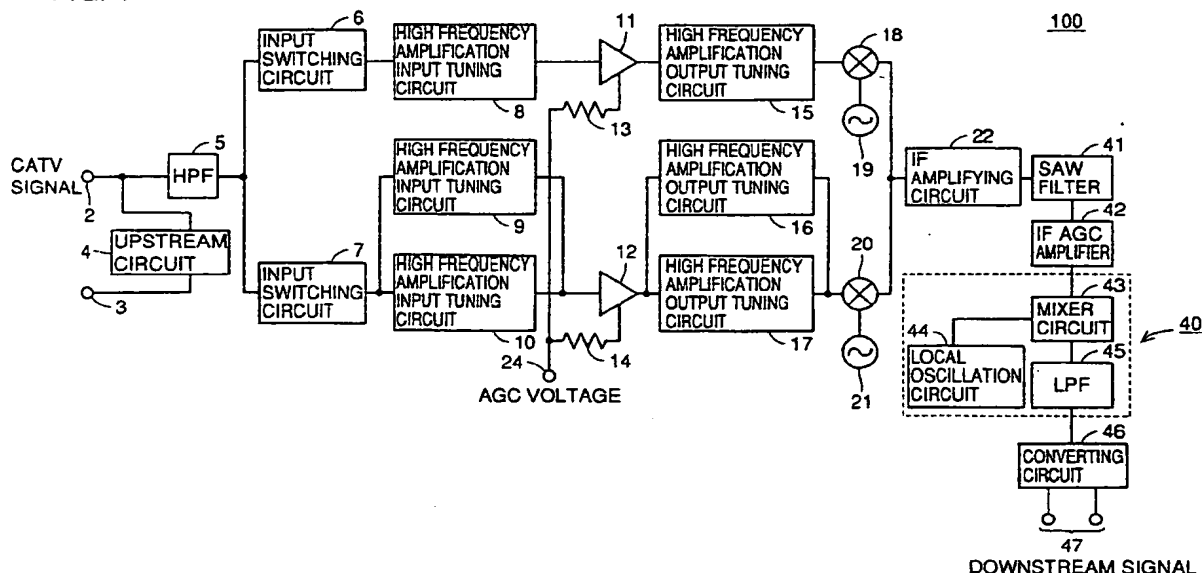 100
6
INPUT
SWITCHING
CIRCUIT
HIGH FREQUENCY
AMPLIFICATION
INPUT TUNING
CIRCUIT
8
11
13
HIGH FREQUENCY
AMPLIFICATION
OUTPUT TUNING
CIRCUIT
15
18
19
CATV
SIGNAL
2
5
HPF
4
UPSTREAM
CIRCUIT
3
HIGH FREQUENCY
AMPLIFICATION
INPUT TUNING
CIRCUIT
9
HIGH FREQUENCY
AMPLIFICATION
OUTPUT TUNING
CIRCUIT
16
7
INPUT
SWITCHING
CIRCUIT
HIGH FREQUENCY
AMPLIFICATION
INPUT TUNING
CIRCUIT
10
12
14
24
AGC VOLTAGE
HIGH FREQUENCY
AMPLIFICATION
OUTPUT TUNING
CIRCUIT
17
20
21
22
IF
AMPLIFYING
CIRCUIT
41
SAW
FILTER
42
IF AGC
AMPLIFIER
43
MIXER
CIRCUIT
40
44
LOCAL
OSCILLATION
CIRCUIT
45
LPF
46
CONVERTING
CIRCUIT
47
DOWNSTREAM SIGNAL